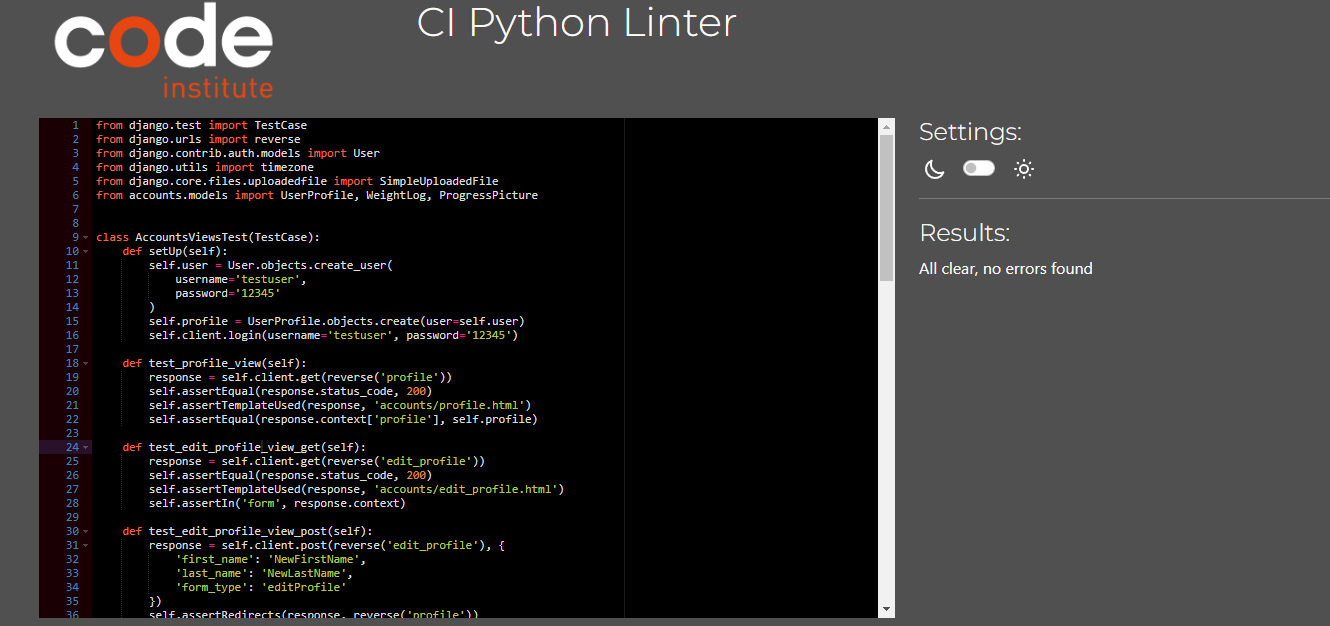 code
institute
CI Python Linter
1 from django.test import TestCase
2 from django.urls import reverse
3 from django.contrib.auth.models import User
4 from django.utils import timezone
5 from django.core.files.uploadedfile import SimpleUploadedFile
6 from accounts.models import UserProfile, WeightLog, ProgressPicture
7
8
9 class AccountsViewsTest(TestCase):
10     def setUp(self):
11         self.user = User.objects.create_user(
12             username='testuser',
13             password='12345'
14         )
15         self.profile = UserProfile.objects.create(user=self.user)
16         self.client.login(username='testuser', password='12345')
17
18     def test_profile_view(self):
19         response = self.client.get(reverse('profile'))
20         self.assertEqual(response.status_code, 200)
21         self.assertTemplateUsed(response, 'accounts/profile.html')
22         self.assertEqual(response.context['profile'], self.profile)
23
24     def test_edit_profile_view_get(self):
25         response = self.client.get(reverse('edit_profile'))
26         self.assertEqual(response.status_code, 200)
27         self.assertTemplateUsed(response, 'accounts/edit_profile.html')
28         self.assertIn('form', response.context)
29
30     def test_edit_profile_view_post(self):
31         response = self.client.post(reverse('edit_profile'), {
32             'first_name': 'NewFirstName',
33             'last_name': 'NewLastName',
34             'form_type': 'editProfile'
35         })
36         self.assertRedirects(response, reverse('profile'))
Settings:
Results:
All clear, no errors found